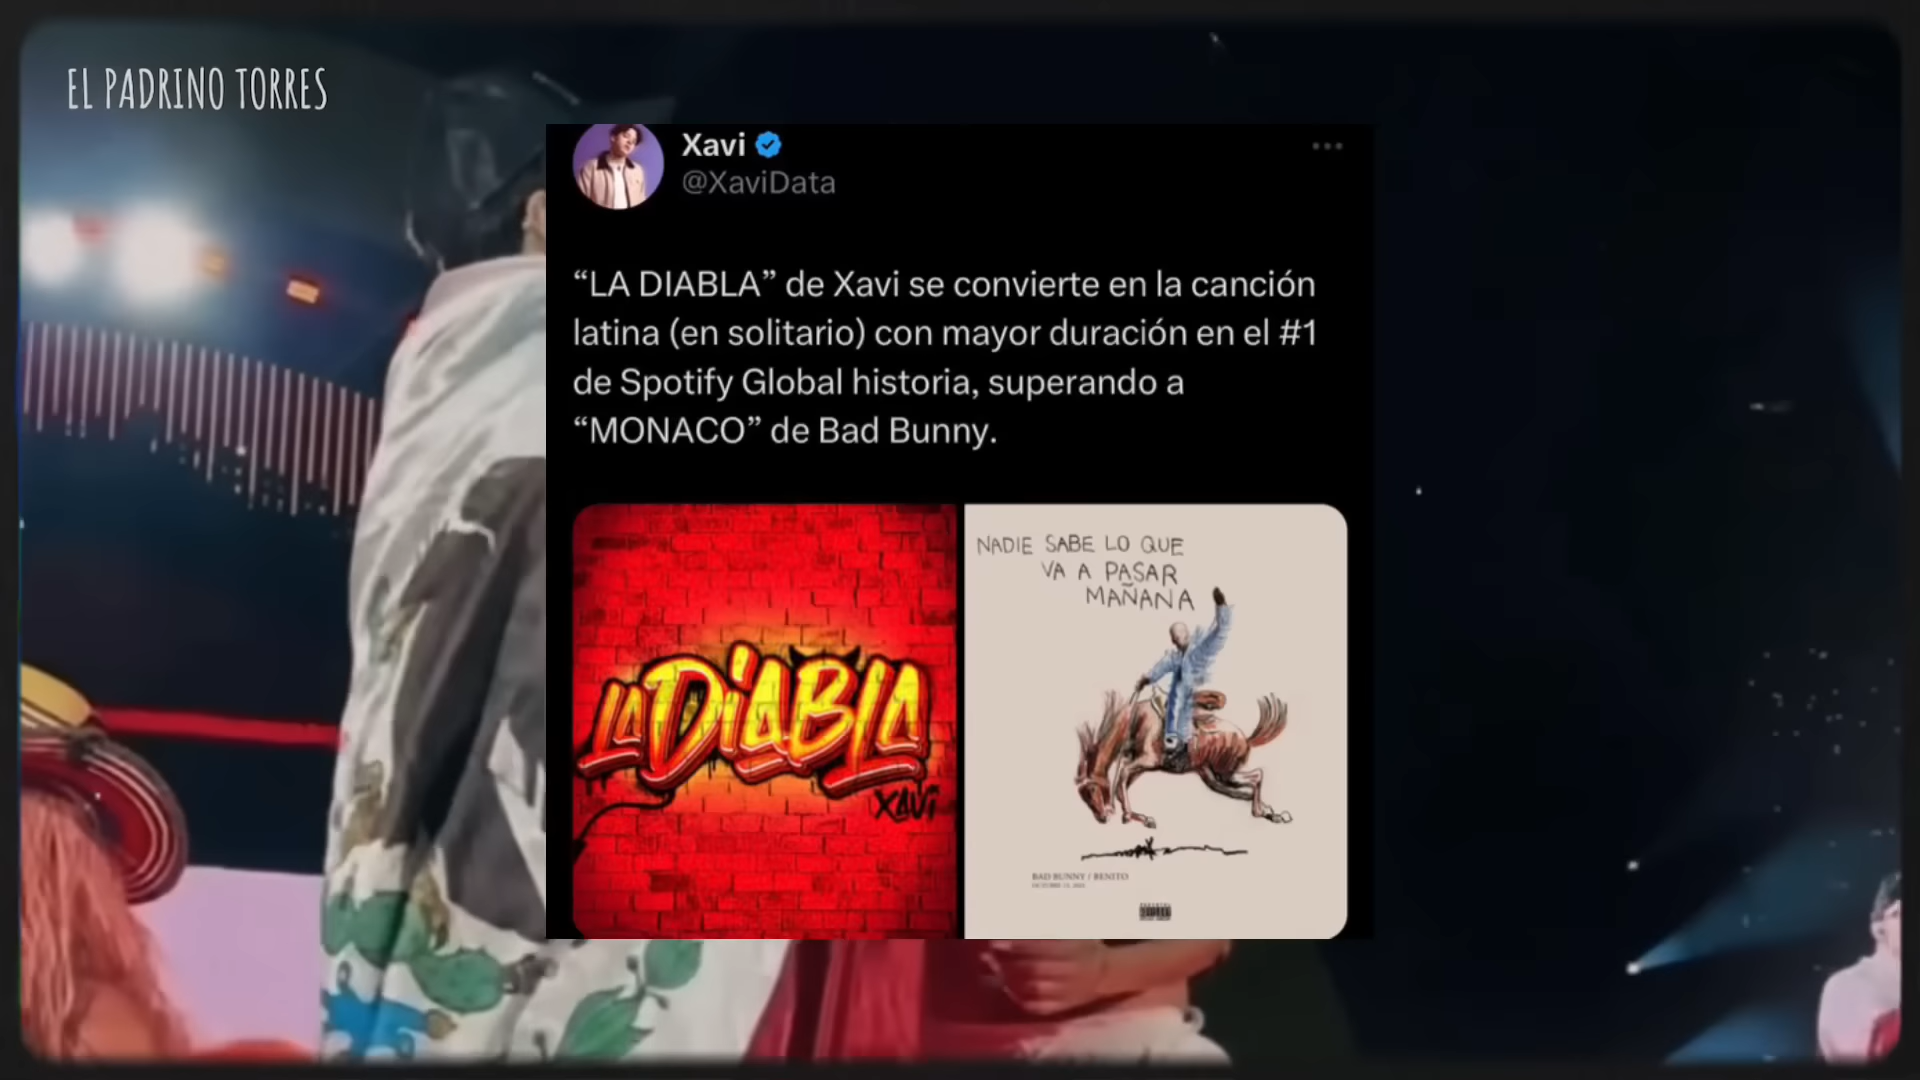 EL PADRINO TORRES
Xavi
@XaviData
“LA DIABLA” de Xavi se convierte en la canción
latina (en solitario) con mayor duración en el #1
de Spotify Global historia, superando a
“MONACO” de Bad Bunny.
LA DiABLA
XAVi
NADIE SABE LO QUE
VA A PASAR
MAÑANA
BAD BUNNY / BENITO